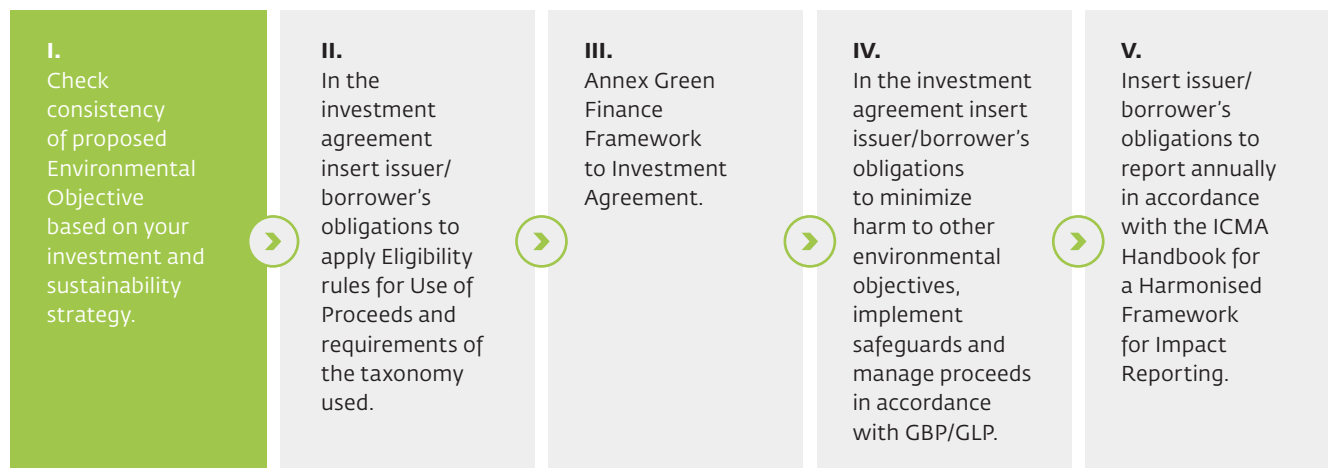 I.
Check
consistency
of proposed
Environmental
Objective
based on your
investment and
sustainability
strategy.
II.
In the
investment
agreement
insert issuer/
borrower's
obligations to
apply Eligibility
rules for Use of
Proceeds and
requirements of
the taxonomy
used.
III.
Annex Green
Finance
Framework
to Investment
Agreement.
IV.
In the investment
agreement insert
issuer/borrower's
obligations
to minimize
harm to other
environmental
objectives,
implement
safeguards and
manage proceeds
in accordance
with GBP/GLP.
V.
Insert issuer/
borrower's
obligations to
report annually
in accordance
with the ICMA
Handbook for
a Harmonised
Framework
for Impact
Reporting.